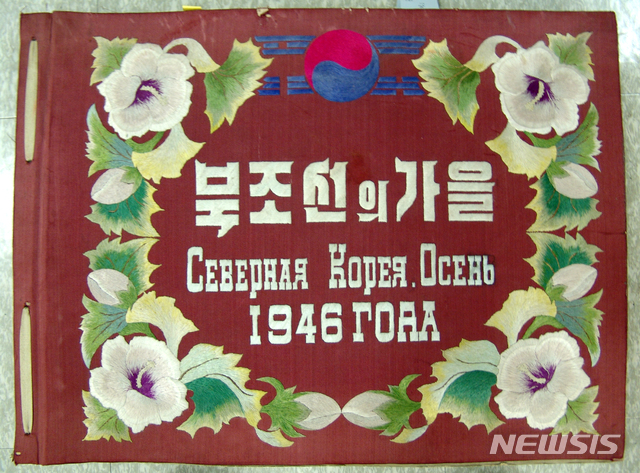 북조선의가을
Северная Корея. Осень
1946 года
NEWSIS